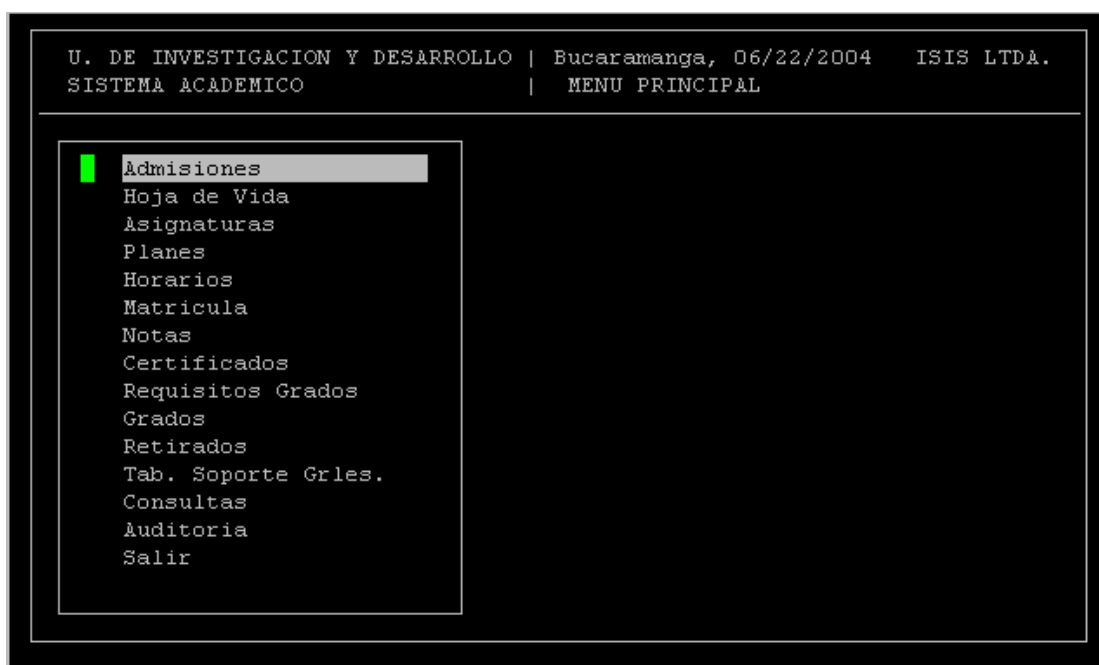 U. DE INVESTIGACION Y DESARROLLO | Bucaramanga, 06/22/2004 ISIS LTDA.
SISTEMA ACADEMICO | MENU PRINCIPAL
Admisiones
Hoja de Vida
Asignaturas
Planes
Horarios
Matricula
Notas
Certificados
Requisitos Grados
Grados
Retirados
Tab. Soporte Grles.
Consultas
Auditoria
Salir